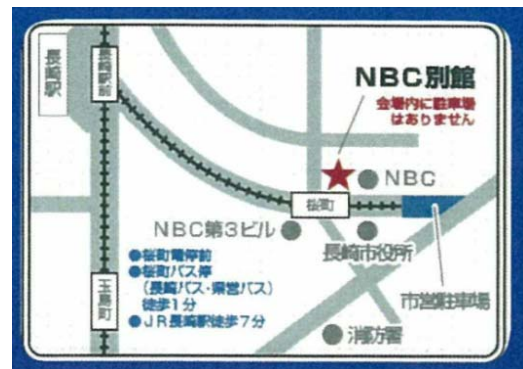 長崎駅
長崎駅前
NBC別館
会場内に駐車場
はありません
NBC
桜町
NBC第3ビル
長崎市役所
●桜町電停前
●桜町バス停
(長崎バス・県営バス)
徒歩1分
●JR長崎駅徒歩7分
五島町
市営駐車場
消防署